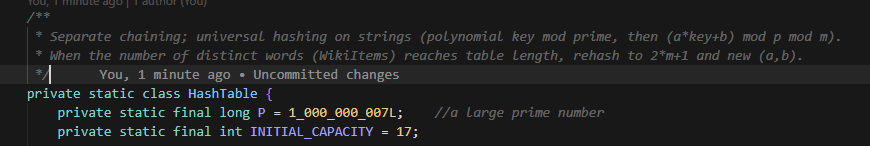 You, 1 minute ago | 1 author (You)
/**
* Separate chaining; universal hashing on strings (polynomial key mod prime, then (a*key+b) mod p mod m).
* When the number of distinct words (WikiItems) reaches table length, rehash to 2*m+1 and new (a,b).
*/ You, 1 minute ago • Uncommitted changes
private static class HashTable {
private static final long P = 1_000_000_007L; //a large prime number
private static final int INITIAL_CAPACITY = 17;